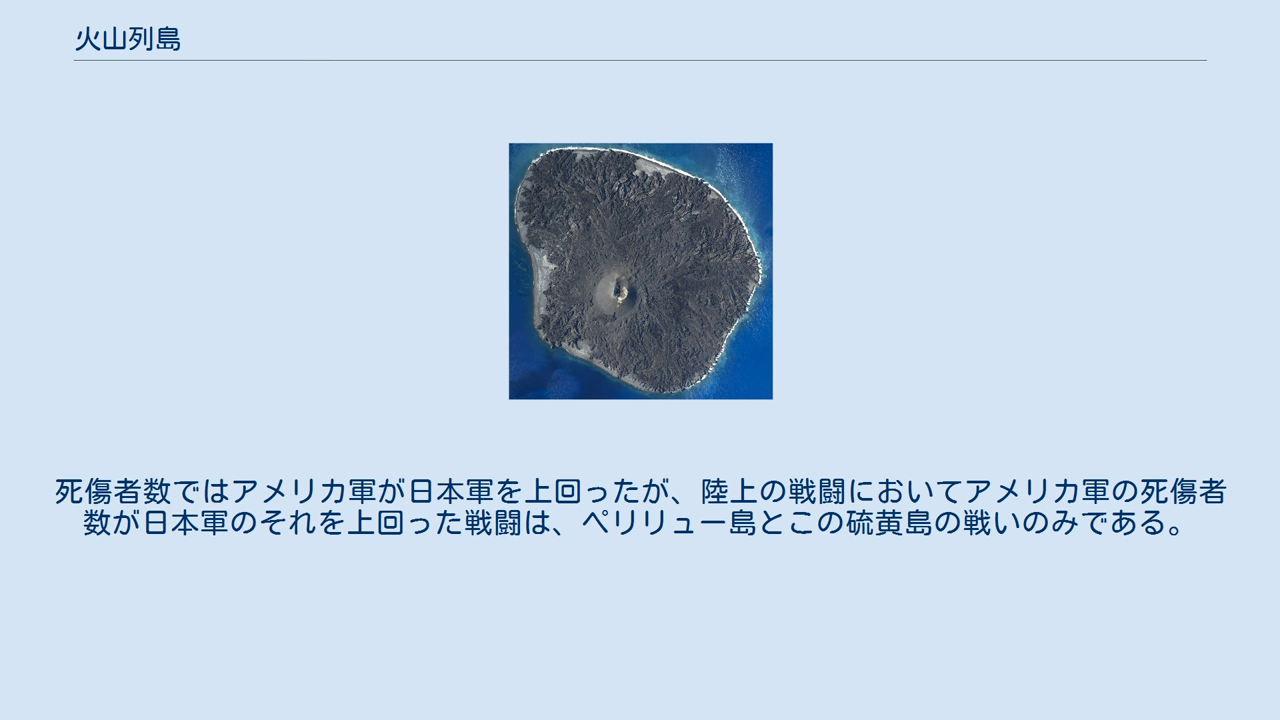 火山列島
死傷者数ではアメリカ軍が日本軍を上回ったが、陸上の戦闘においてアメリカ軍の死傷者
数が日本軍のそれを上回った戦闘は、ペリリュー島とこの硫黄島の戦いのみである。